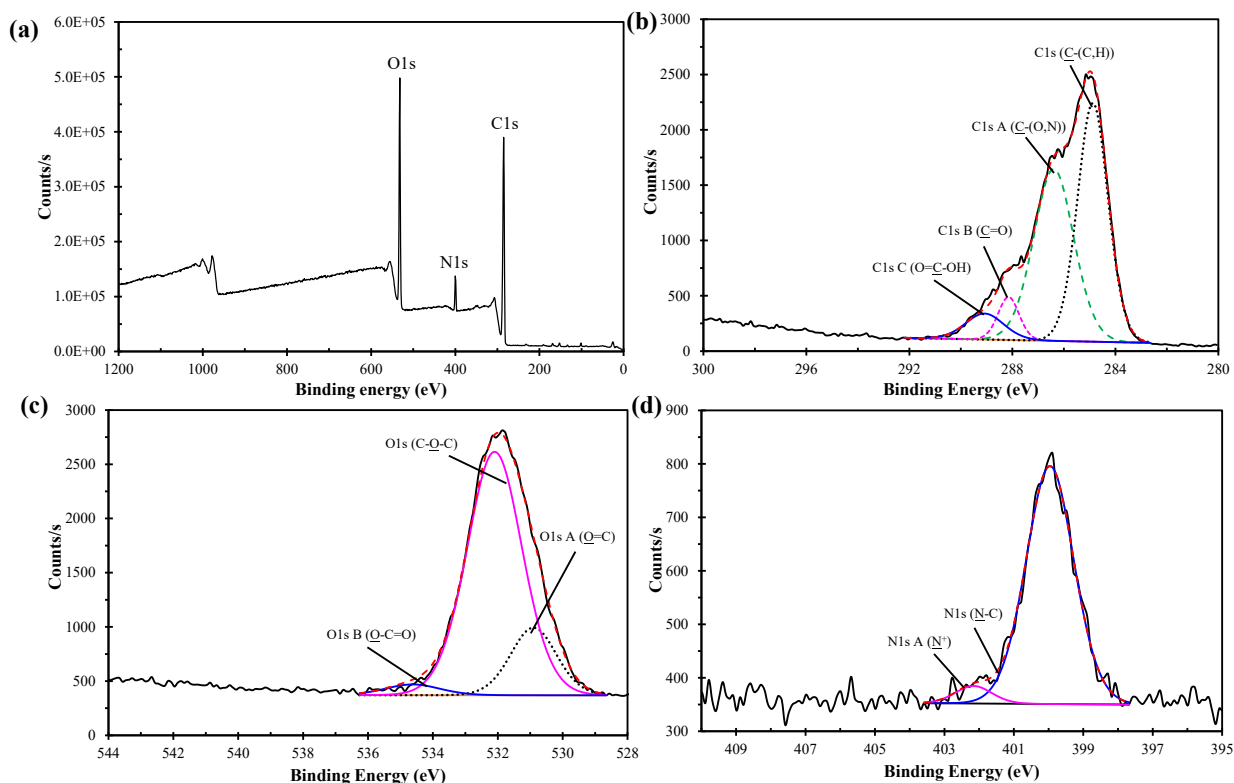 (a)
6.0E+05
5.0E+05
4.0E+05
3.0E+05
2.0E+05
1.0E+05
0.0E+00
Counts/s
O1s
C1s
N1s
1200 1000 800 600 400 200 0
Binding energy (eV)
(b)
3000
2500
2000
1500
1000
500
0
Counts/s
C1s (C-(C,H))
C1s A (C-(O,N))
C1s B (C=O)
C1s C (O=C-OH)
300 296 292 288 284 280
Binding Energy (eV)
(c)
3000
2500
2000
1500
1000
500
0
Counts/s
O1s (C-O-C)
O1s A (O=C)
O1s B (O-C=O)
544 542 540 538 536 534 532 530 528
Binding Energy (eV)
(d)
900
800
700
600
500
400
300
Counts/s
N1s (N-C)
N1s A (N⁺)
409 407 405 403 401 399 397 395
Binding Energy (eV)